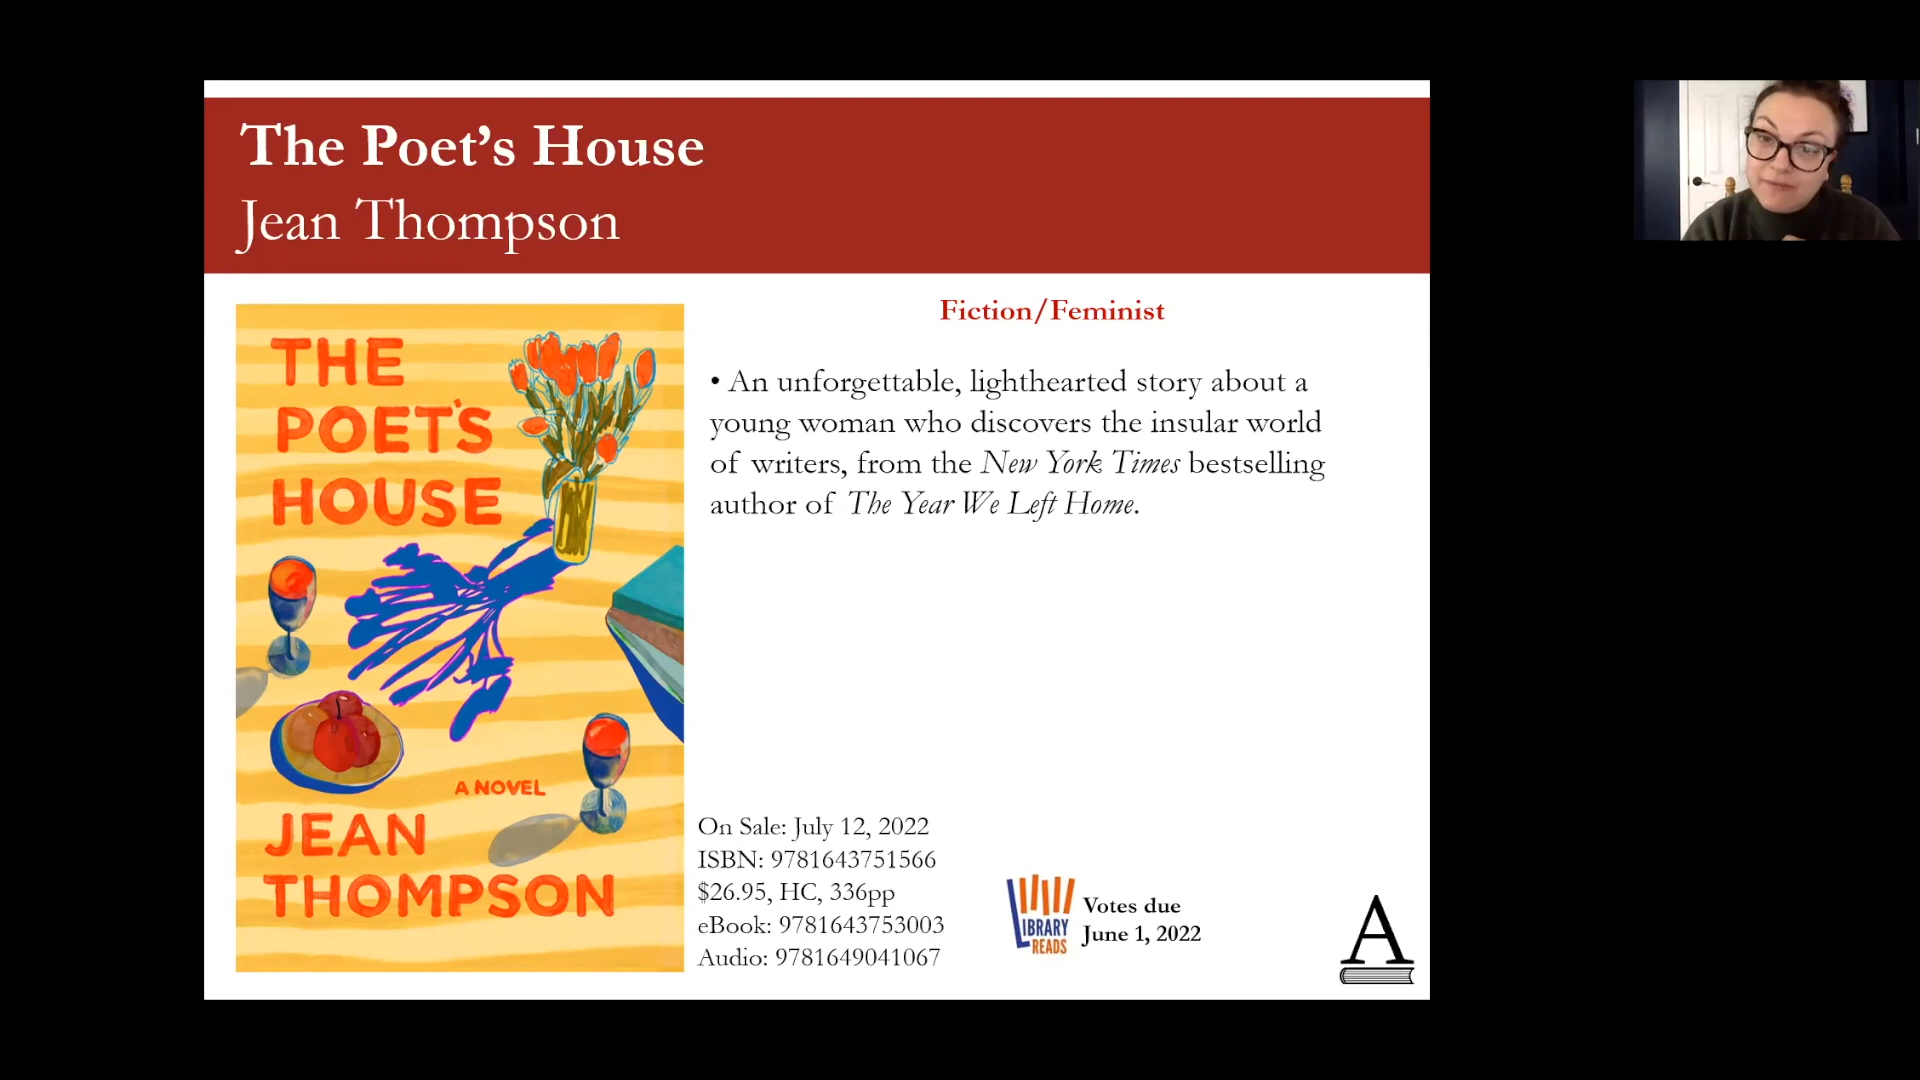 The Poet’s House
Jean Thompson
THE
POET'S
HOUSE
A NOVEL
JEAN
THOMPSON
Fiction/Feminist
• An unforgettable, lighthearted story about a
young woman who discovers the insular world
of writers, from the New York Times bestselling
author of The Year We Left Home.
On Sale: July 12, 2022
ISBN: 9781643751566
$26.95, HC, 336pp
eBook: 9781643753003
Audio: 9781649041067
LIBRARY
READS
Votes due
June 1, 2022
A